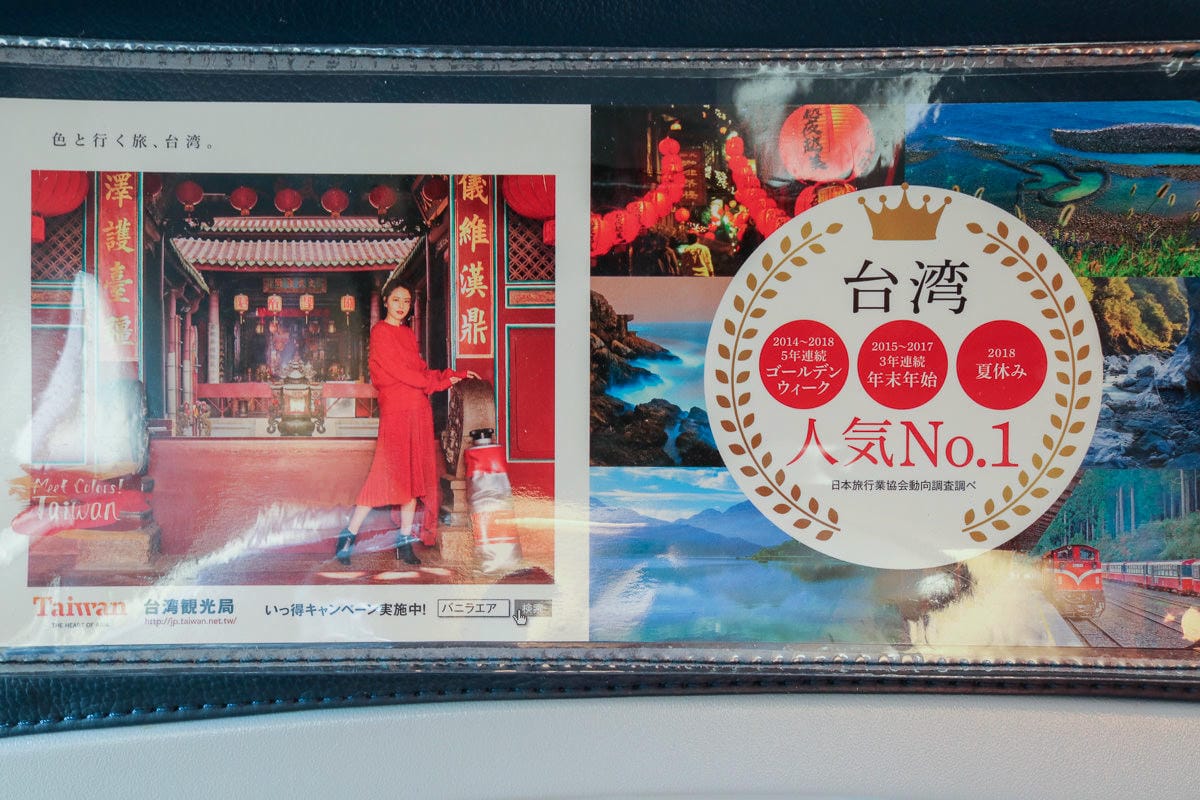 色と行く旅、台湾。
澤護臺疆
儀維漢鼎
Meet Colors!
Taiwan
Taiwan
THE HEART OF ASIA
台湾観光局
http://jp.taiwan.net.tw/
いっ得キャンペーン実施中!
バニラエア
検索
台湾
2014~2018
5年連続
ゴールデン
ウィーク
2015~2017
3年連続
年末年始
2018
夏休み
人気No.1
日本旅行業協会動向調査調べ